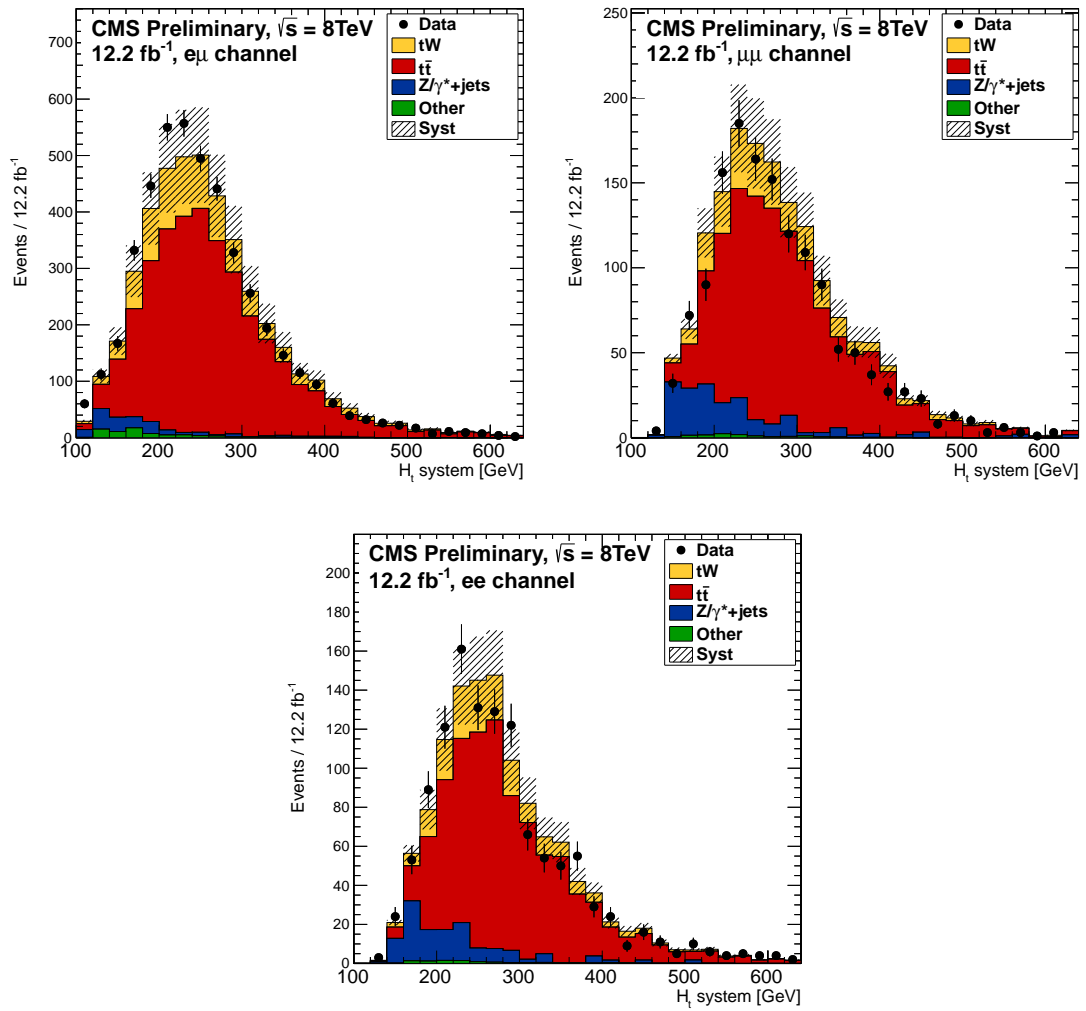 CMS Preliminary, √s = 8TeV
12.2 fb⁻¹, eμ channel
Data
tW
tt̄
Z/γ*+jets
Other
Syst
Events / 12.2 fb⁻¹
700
600
500
400
300
200
100
0
100 200 300 400 500 600
H_t system [GeV]
CMS Preliminary, √s = 8TeV
12.2 fb⁻¹, μμ channel
Data
tW
tt̄
Z/γ*+jets
Other
Syst
Events / 12.2 fb⁻¹
250
200
150
100
50
0
100 200 300 400 500 600
H_t system [GeV]
CMS Preliminary, √s = 8TeV
12.2 fb⁻¹, ee channel
Data
tW
tt̄
Z/γ*+jets
Other
Syst
Events / 12.2 fb⁻¹
200
180
160
140
120
100
80
60
40
20
0
100 200 300 400 500 600
H_t system [GeV]